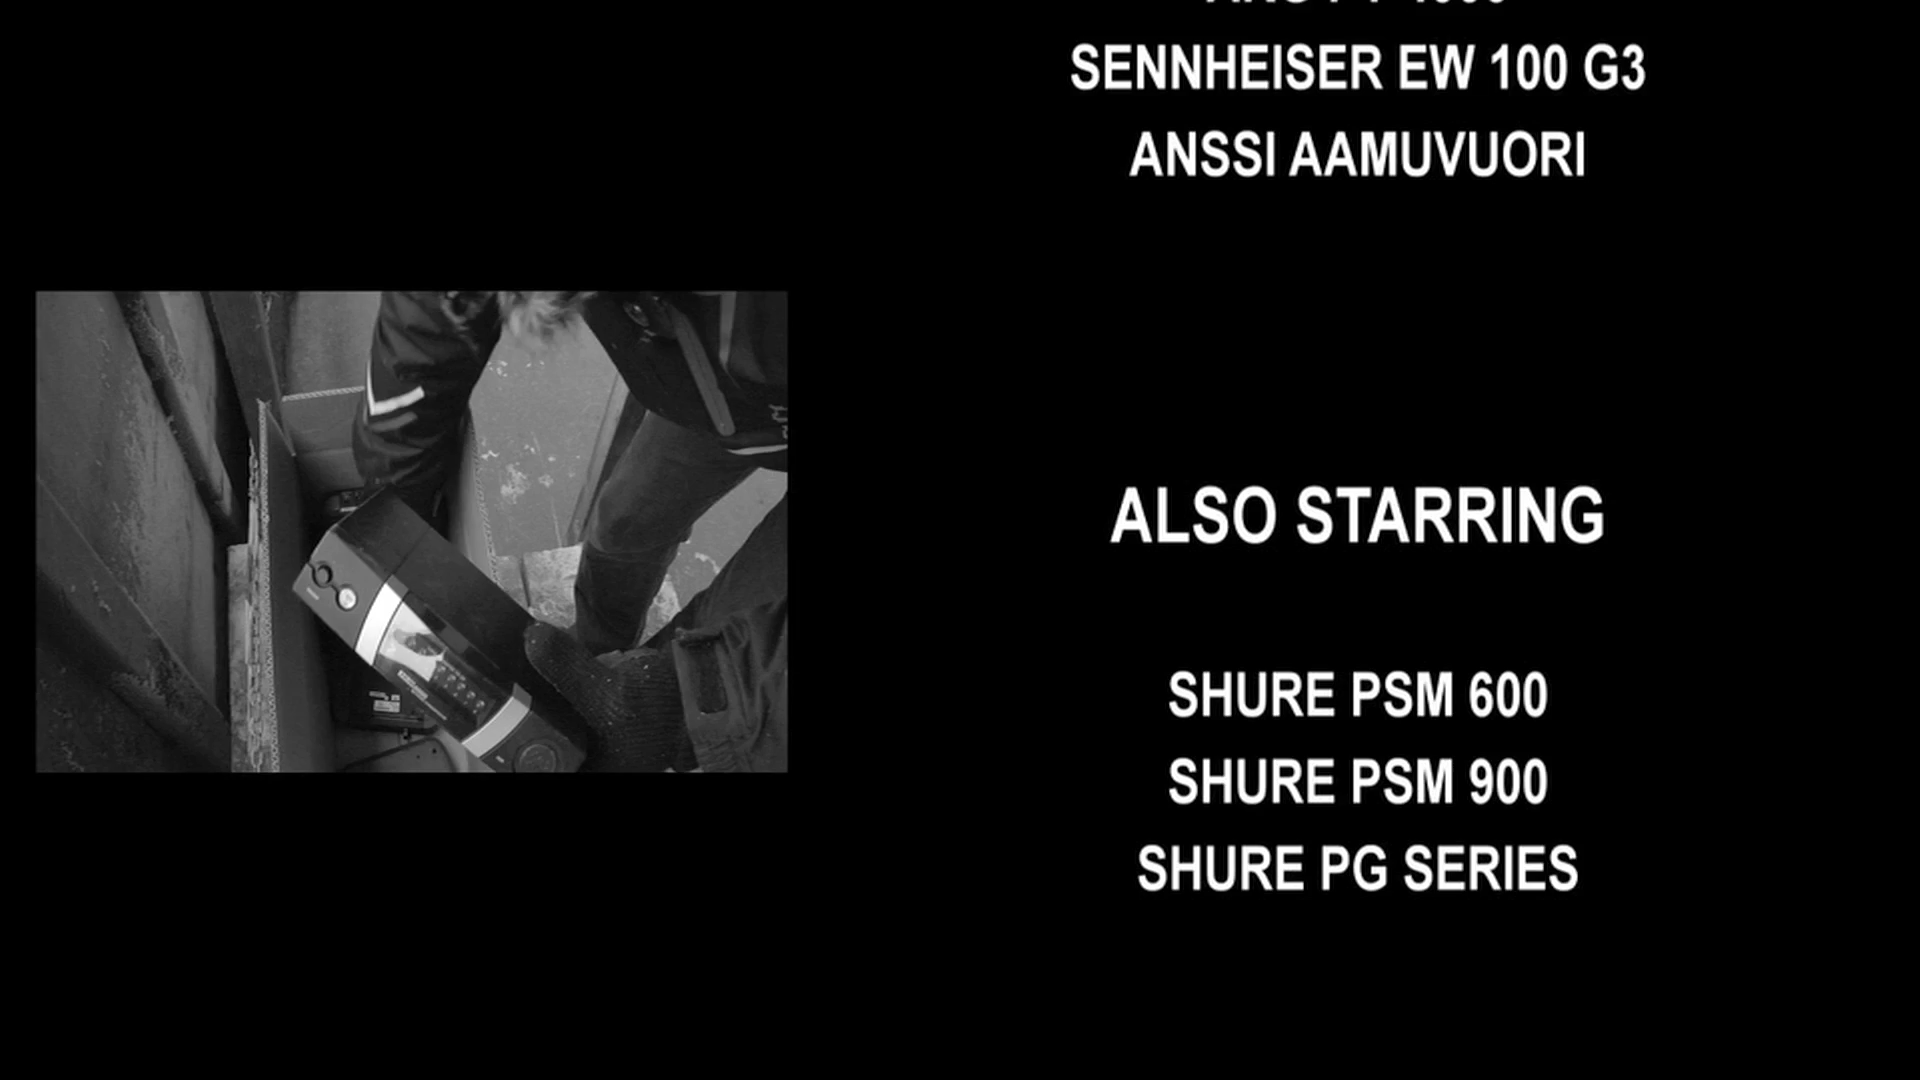 SENNHEISER EW 100 G3
ANSSI AAMUVUORI
ALSO STARRING
SHURE PSM 600
SHURE PSM 900
SHURE PG SERIES